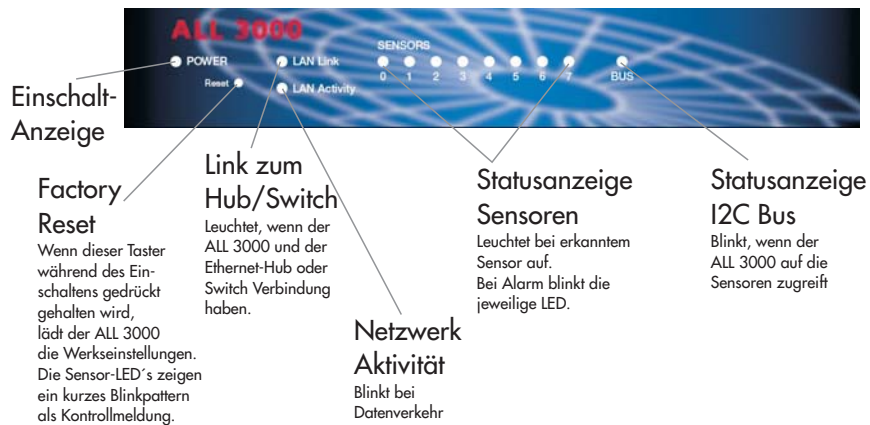 ALL 3000
POWER
LAN Link
SENSORS
0 1 2 3 4 5 6 7
BUS
Reset
LAN Activity
Einschalt-
Anzeige
Factory
Reset
Wenn dieser Taster
während des Ein-
schaltens gedrückt
gehalten wird,
lädt der ALL 3000
die Werkseinstellungen.
Die Sensor-LED´s zeigen
ein kurzes Blinkpattern
als Kontrollmeldung.
Link zum
Hub/Switch
Leuchtet, wenn der
ALL 3000 und der
Ethernet-Hub oder
Switch Verbindung
haben.
Netzwerk
Aktivität
Blinkt bei
Datenverkehr
Statusanzeige
Sensoren
Leuchtet bei erkanntem
Sensor auf.
Bei Alarm blinkt die
jeweilige LED.
Statusanzeige
I2C Bus
Blinkt, wenn der
ALL 3000 auf die
Sensoren zugreift